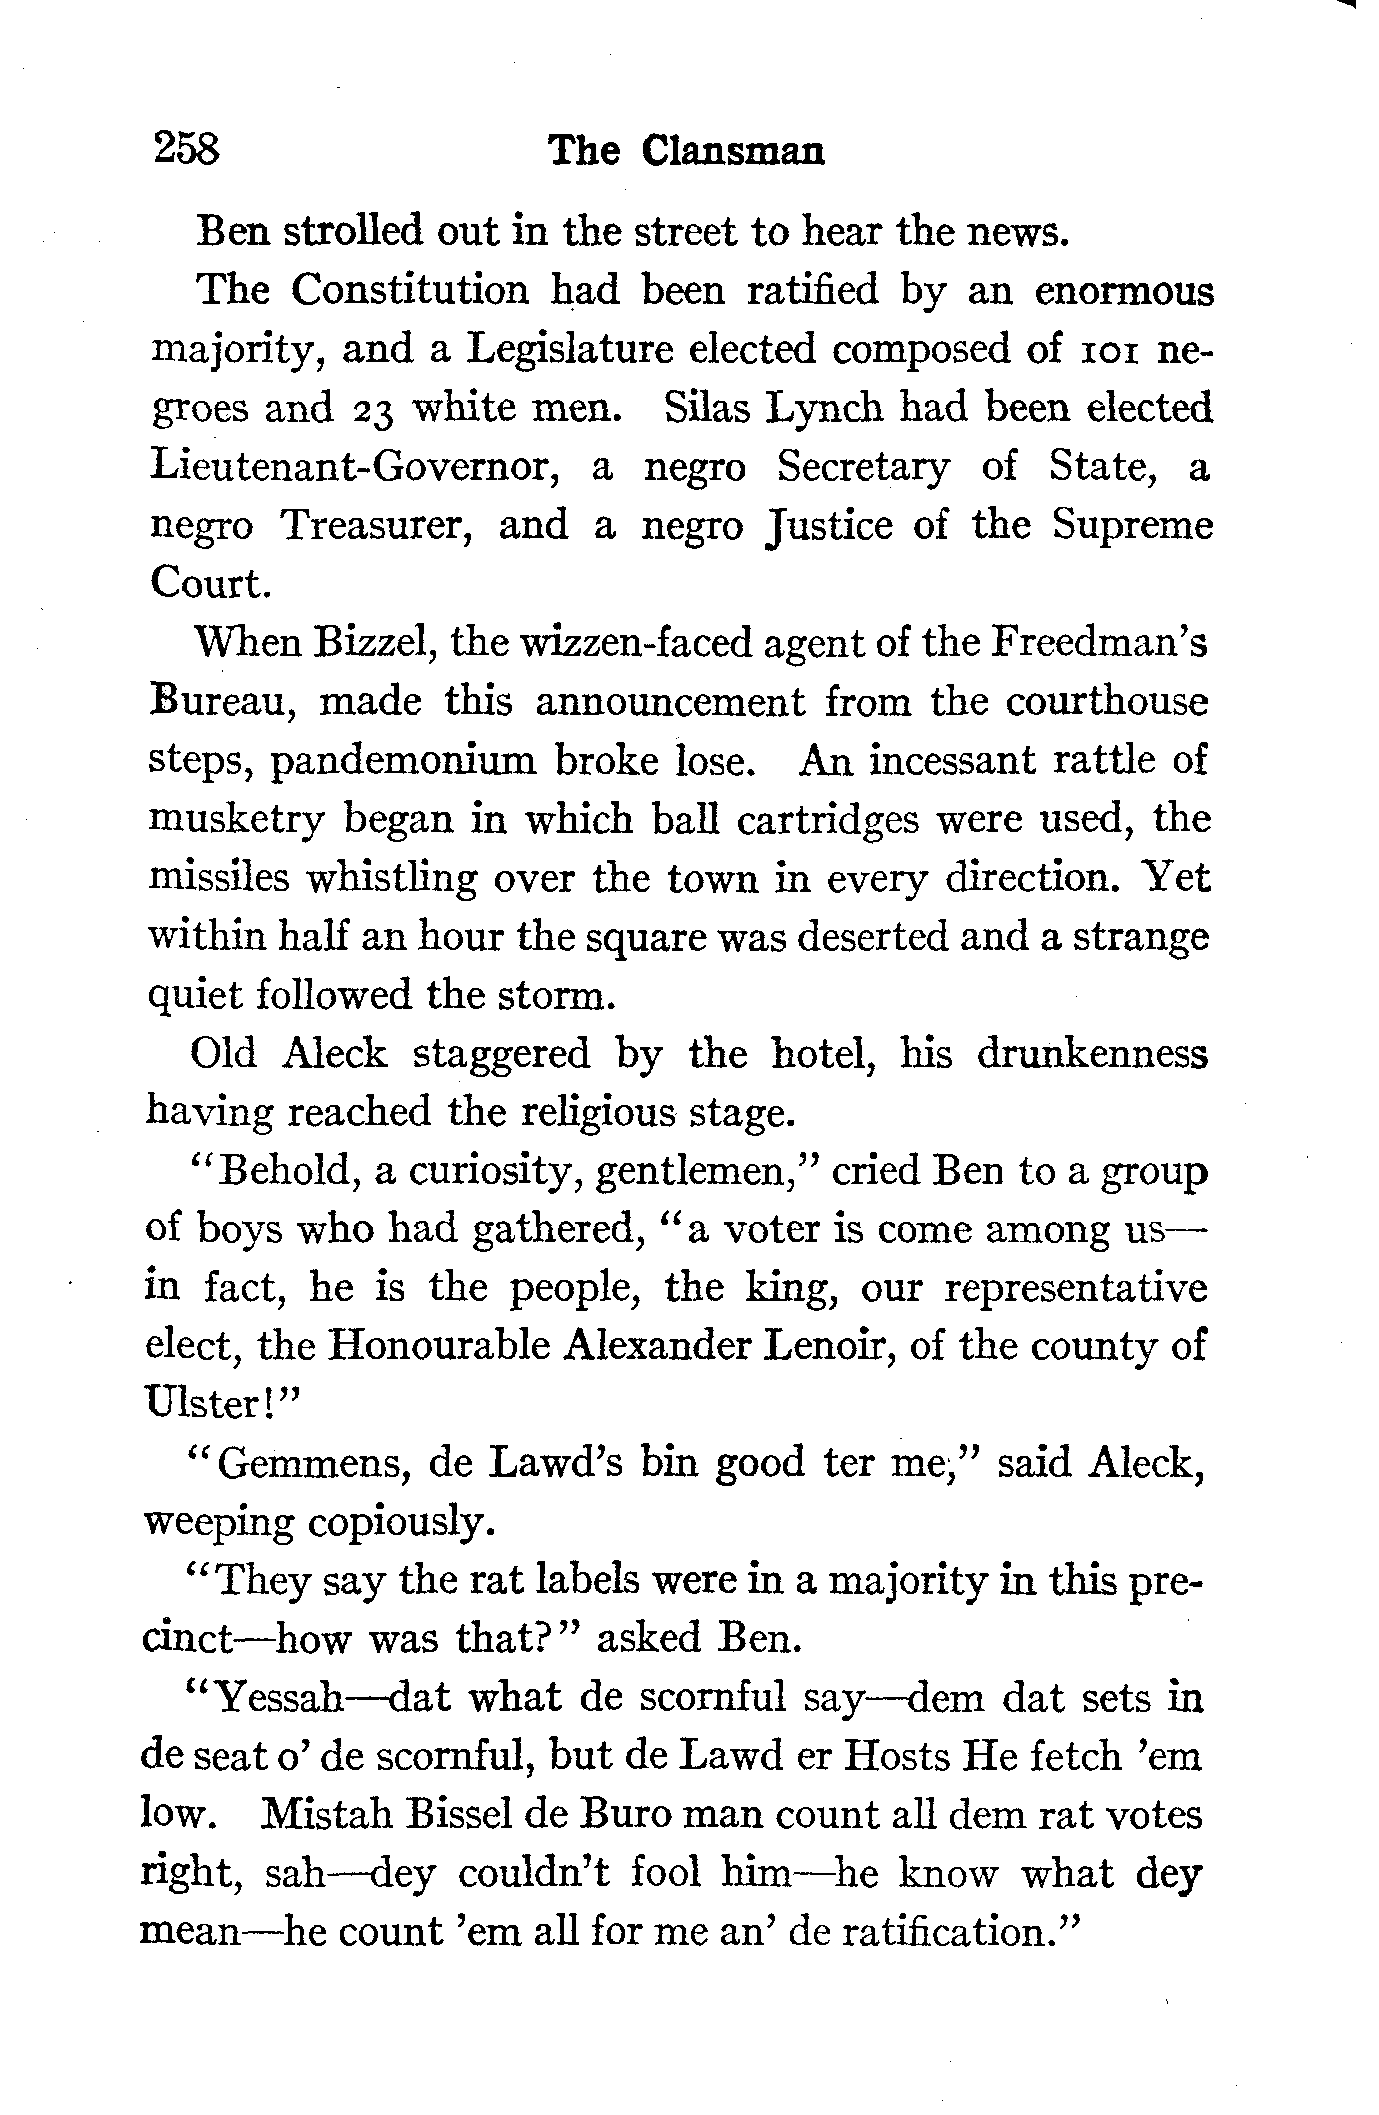 258 The Clansman
Ben strolled out in the street to hear the news.
The Constitution had been ratified by an enormous
majority, and a Legislature elected composed of 101 ne-
groes and 23 white men. Silas Lynch had been elected
Lieutenant-Governor, a negro Secretary of State, a
negro Treasurer, and a negro Justice of the Supreme
Court.
When Bizzel, the wizzen-faced agent of the Freedman's
Bureau, made this announcement from the courthouse
steps, pandemonium broke lose. An incessant rattle of
musketry began in which ball cartridges were used, the
missiles whistling over the town in every direction. Yet
within half an hour the square was deserted and a strange
quiet followed the storm.
Old Aleck staggered by the hotel, his drunkenness
having reached the religious stage.
"Behold, a curiosity, gentlemen," cried Ben to a group
of boys who had gathered, "a voter is come among us—
in fact, he is the people, the king, our representative
elect, the Honourable Alexander Lenoir, of the county of
Ulster!"
"Gemmens, de Lawd's bin good ter me," said Aleck,
weeping copiously.
"They say the rat labels were in a majority in this pre-
cinct—how was that?" asked Ben.
"Yessah—dat what de scornful say—dem dat sets in
de seat o' de scornful, but de Lawd er Hosts He fetch 'em
low. Mistah Bissel de Buro man count all dem rat votes
right, sah—dey couldn't fool him—he know what dey
mean—he count 'em all for me an' de ratification."